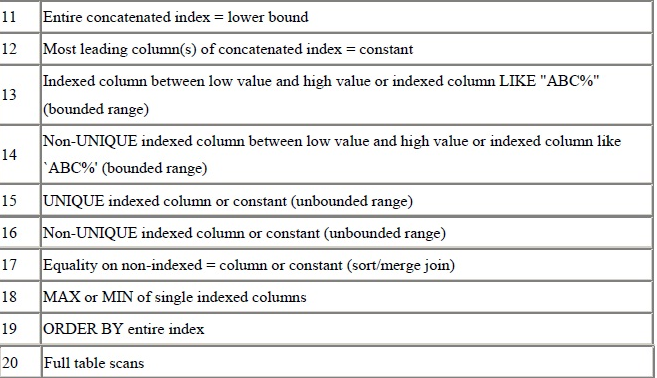 11 Entire concatenated index = lower bound
12 Most leading column(s) of concatenated index = constant
13 Indexed column between low value and high value or indexed column LIKE "ABC%"
(bounded range)
14 Non-UNIQUE indexed column between low value and high value or indexed column like
`ABC%' (bounded range)
15 UNIQUE indexed column or constant (unbounded range)
16 Non-UNIQUE indexed column or constant (unbounded range)
17 Equality on non-indexed = column or constant (sort/merge join)
18 MAX or MIN of single indexed columns
19 ORDER BY entire index
20 Full table scans